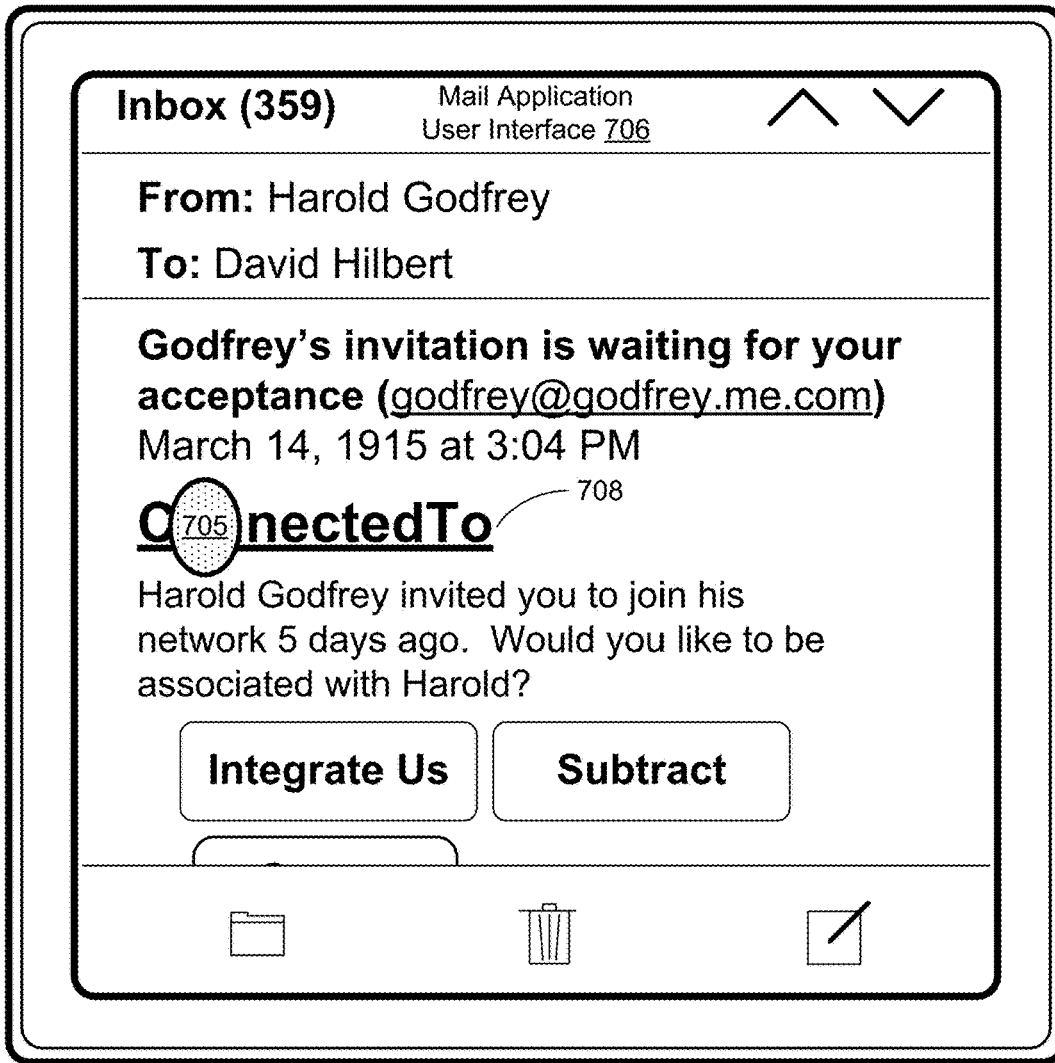 Inbox (359)
Mail Application
User Interface 706
From: Harold Godfrey
To: David Hilbert
Godfrey’s invitation is waiting for your
acceptance (godfrey@godfrey.me.com)
March 14, 1915 at 3:04 PM
708
C705nectedTo
Harold Godfrey invited you to join his
network 5 days ago.  Would you like to be
associated with Harold?
Integrate Us
Subtract